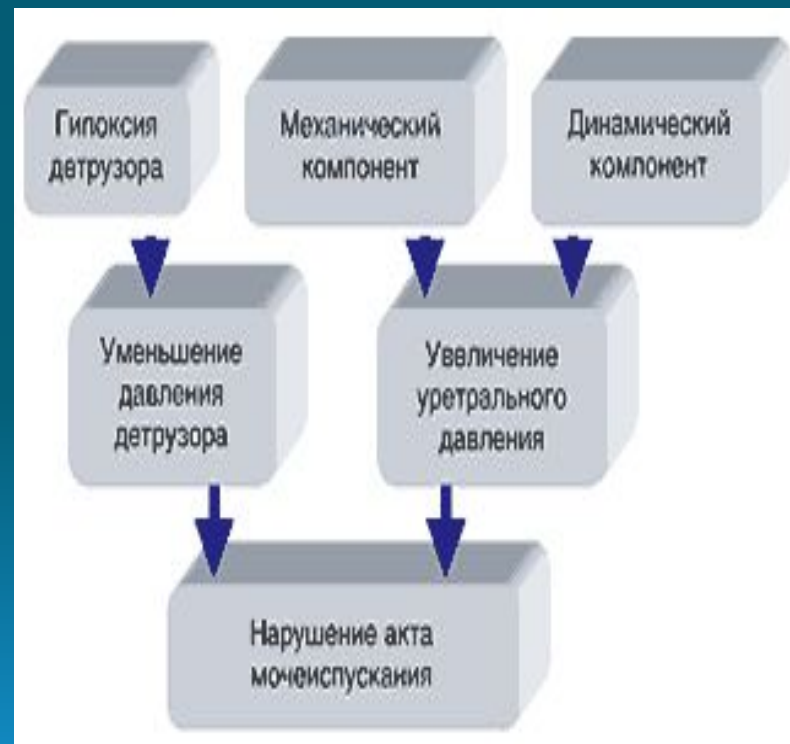 Гипоксия
детрузора
Механический
компонент
Динамический
компонент
Уменьшение
давления
детрузора
Увеличение
уретрального
давления
Нарушение акта
мочеиспускания